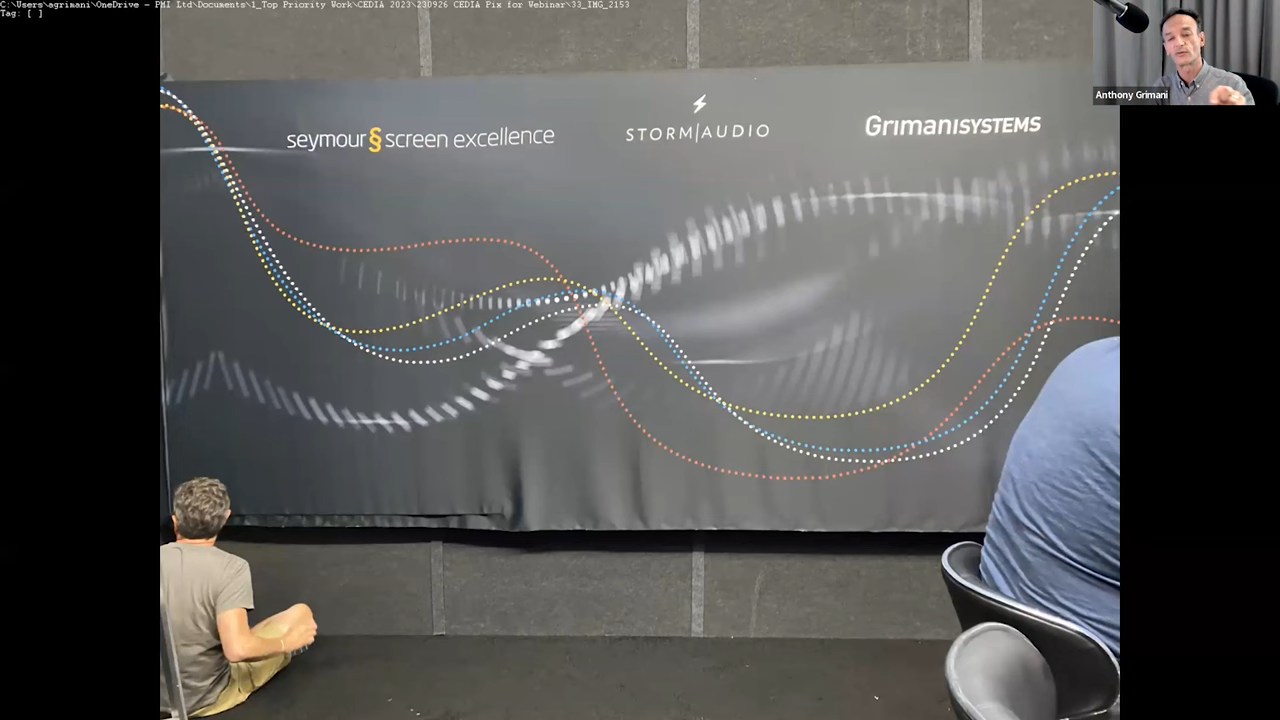 C:\Users\agrimani\OneDrive - PMI Ltd\Documents\1_Top Priority Work\CEDIA 2023\230926 CEDIA Pix for Webinar\33_IMG_2153
Tag: [ ]
Anthony Grimani
seymour § screen excellence
STORM|AUDIO
GRIMANISYSTEMS